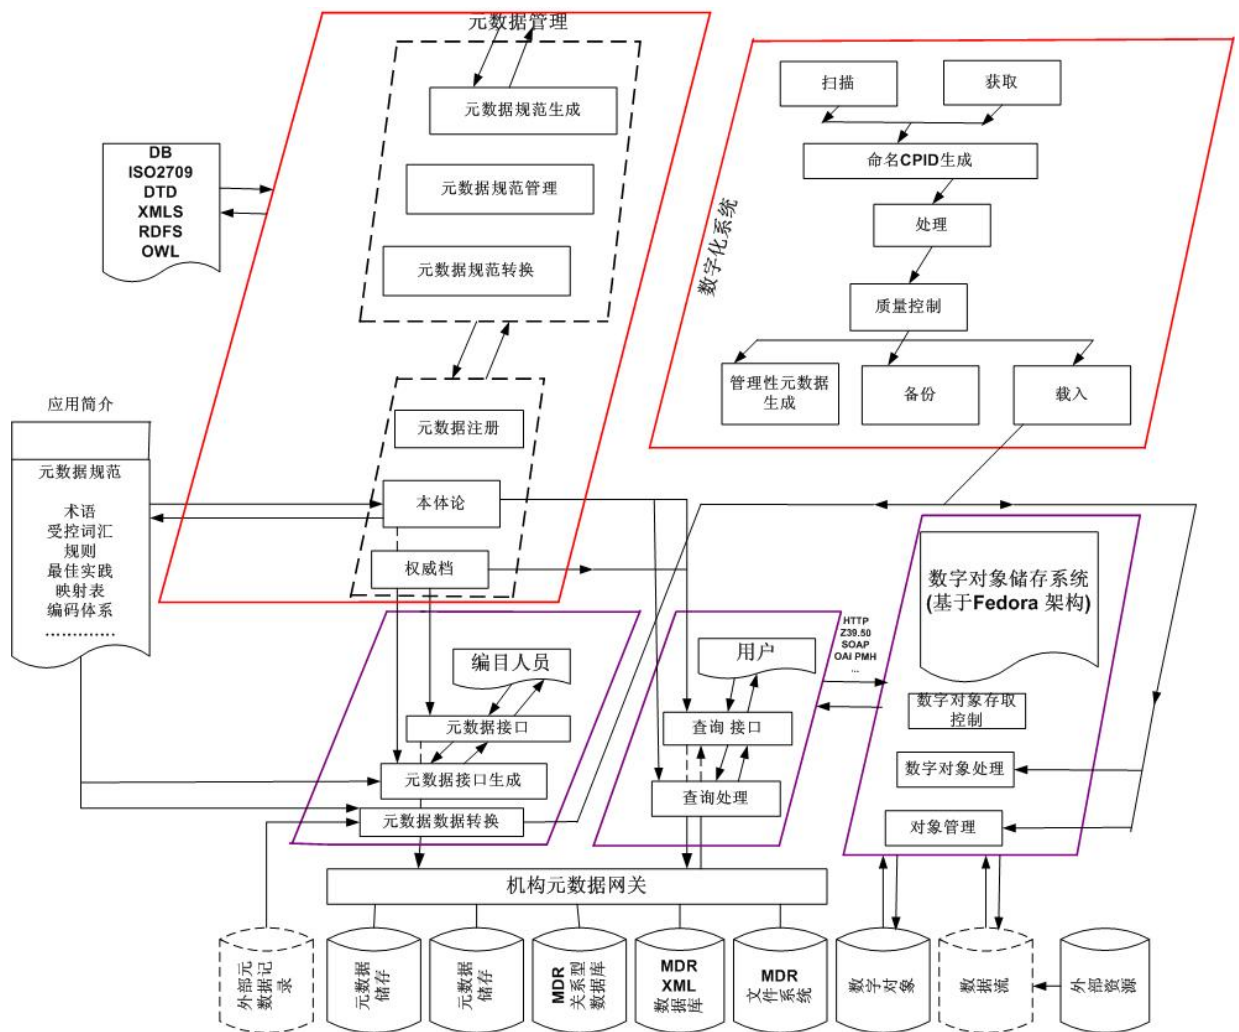 元数据管理
元数据规范生成
元数据规范管理
元数据规范转换
DB
ISO2709
DTD
XMLS
RDFS
OWL
扫描
获取
命名CPID生成
处理
质量控制
管理性元数据
生成
备份
载入
数字化系统
应用简介
元数据规范
术语
受控词汇
规则
最佳实践
映射表
编码体系
.............
元数据注册
本体论
权威档
编目人员
元数据接口
元数据接口生成
元数据数据转换
用户
查询 接口
查询处理
HTTP
Z39.50
SOAP
OAI PMH
...
数字对象储存系统
(基于Fedora 架构)
数字对象存取
控制
数字对象处理
对象管理
机构元数据网关
外部元
数据记
录
元数据
储存
元数据
储存
MDR
关系型
数据库
MDR
XML
数据库
MDR
文件系统
数字
对象
数据
流
外部
资源